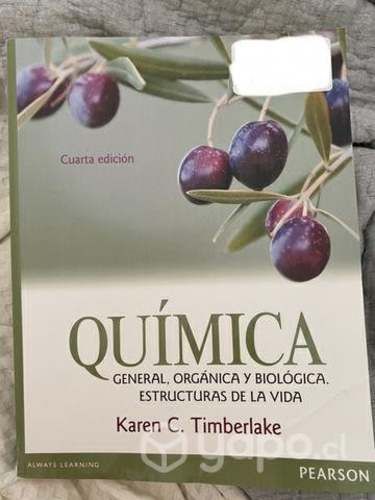 Cuarta edición
QUÍMICA
GENERAL, ORGÁNICA Y BIOLÓGICA.
ESTRUCTURAS DE LA VIDA
Karen C. Timberlake
yapo.cl
ALWAYS LEARNING
PEARSON